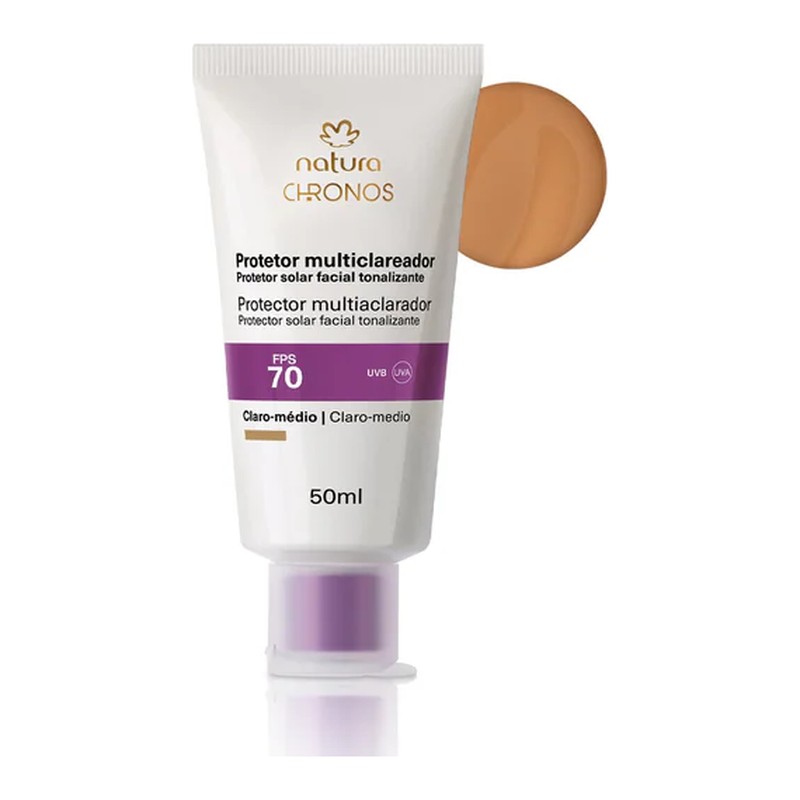 natura
CHRONOS
Protetor multiclareador
Protetor solar facial tonalizante
Protector multiaclarador
Protector solar facial tonalizante
FPS
70
UVB UVA
Claro-médio | Claro-medio
50ml